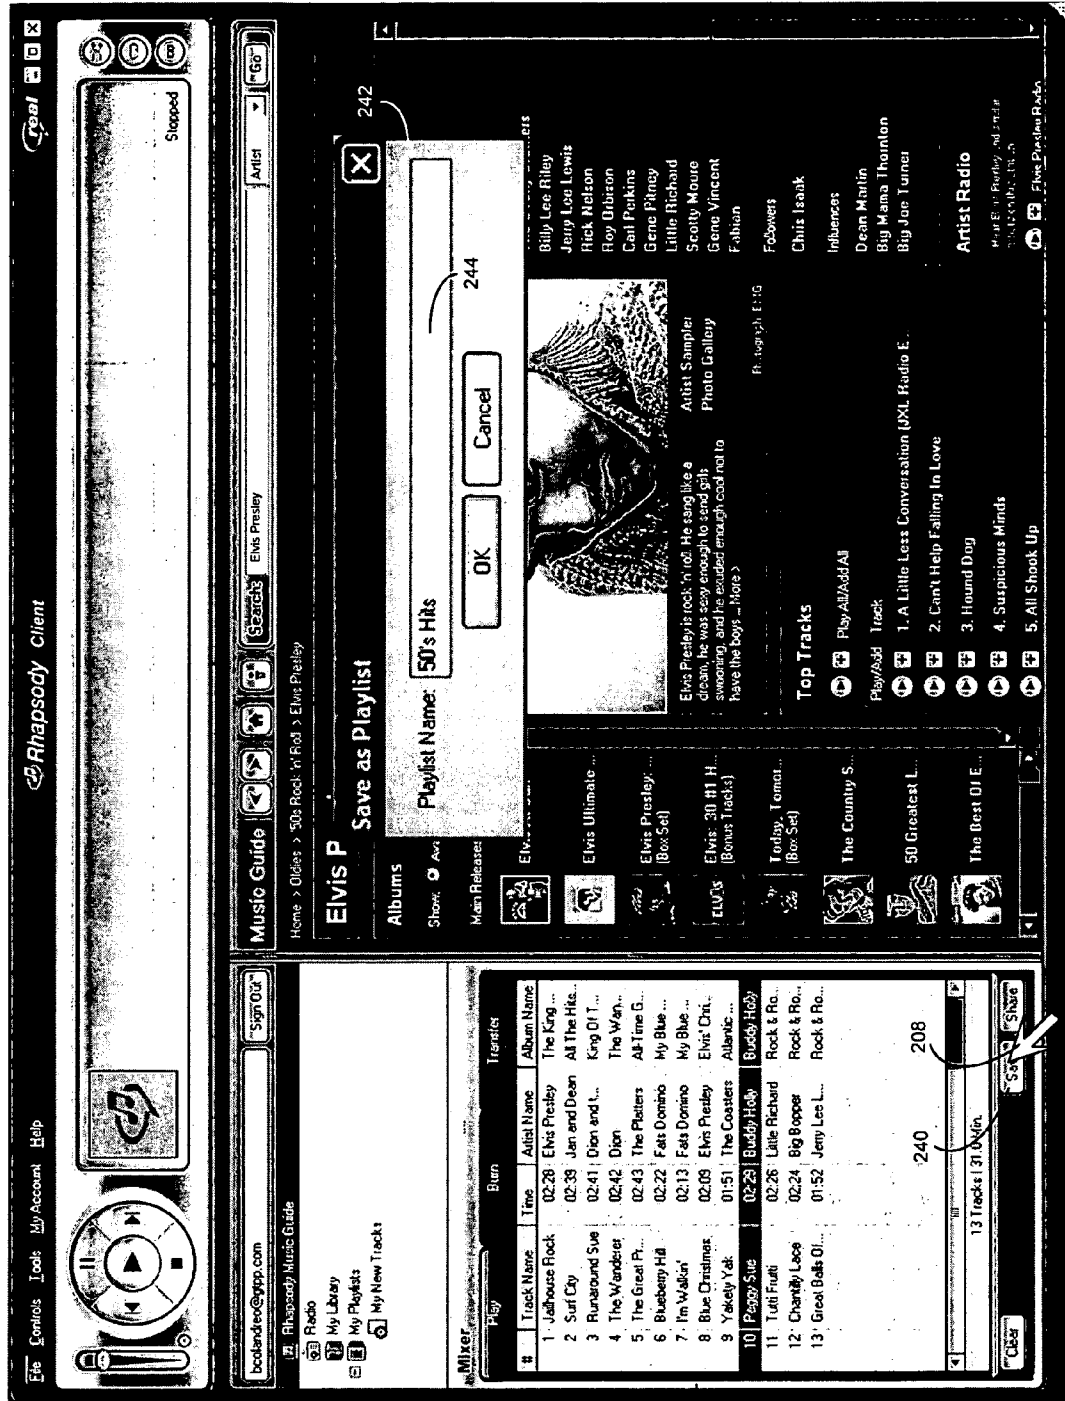 Rhapsody Client
real
File Controls Tools My Account Help
Stopped
bcolandreo@gtpp.com
Sign Out
Music Guide
Search:
Elvis Presley
Artist
Go
Rhapsody Music Guide
Radio
My Library
My Playlists
My New Tracks
Home > Oldies > '50s Rock 'n' Roll > Elvis Presley
Elvis P
Save as Playlist
242
Playlist Name: 50's Hits
244
OK
Cancel
Albums
Show:
Main Releases
Elvis Ultimate ...
Elvis Presley: ...
(Box Set)
Elvis: 30 #1 H...
(Bonus Tracks)
Today, Tomor...
(Box Set)
The Country S...
50 Greatest L...
The Best Of E...
Billy Lee Riley
Jerry Lee Lewis
Rick Nelson
Roy Orbison
Carl Perkins
Gene Pitney
Little Richard
Scotty Moore
Gene Vincent
Fabian
Followers
Chris Isaak
Influences
Dean Martin
Big Mama Thornton
Big Joe Turner
Artist Radio
Elvis Presley Radio
Artist Sampler
Photo Gallery
Elvis Presley is rock 'n' roll. He sang like a
dream, he was sexy enough to send girls
swooning, and he exuded enough cool not to
have the boys ... More >
Top Tracks
Play All/Add All
Play/Add Track
1. A Little Less Conversation (JXL Radio E...
2. Can't Help Falling In Love
3. Hound Dog
4. Suspicious Minds
5. All Shook Up
Mixer
Play Burn Transfer
# Track Name Time Artist Name Album Name
1 Jailhouse Rock 02:28 Elvis Presley The King ...
2 Surf City 02:39 Jan and Dean All The Hits...
3 Runaround Sue 02:41 Dion and t... King Of T...
4 The Wanderer 02:42 Dion The Wan...
5 The Great Pr... 02:43 The Platters All-Time G...
6 Blueberry Hill 02:22 Fats Domino My Blue ...
7 I'm Walkin' 02:13 Fats Domino My Blue ...
8 Blue Christmas 02:09 Elvis Presley Elvis' Chri...
9 Yakety Yak 01:51 The Coasters Atlantic ...
10 Peggy Sue 02:29 Buddy Holly Buddy Holly
11 Tutti Frutti 02:26 Little Richard Rock & Ro...
12 Chantilly Lace 02:24 Big Bopper Rock & Ro...
13 Great Balls Of... 01:52 Jerry Lee L... Rock & Ro...
240
208
13 Tracks
Clear
Share